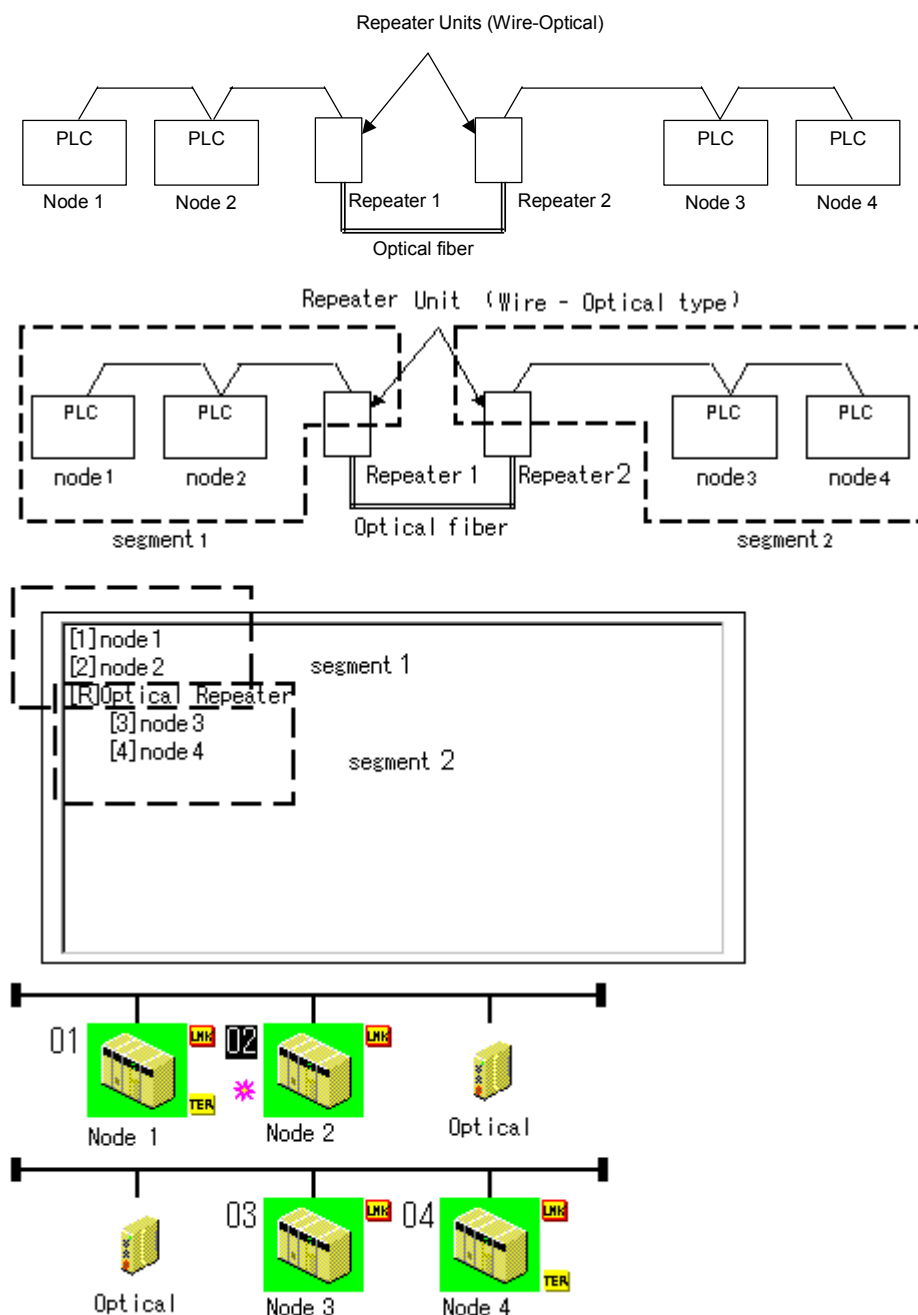 Repeater Units (Wire-Optical)
PLC PLC PLC PLC
Node 1 Node 2 Repeater 1 Repeater 2 Node 3 Node 4
Optical fiber
Repeater Unit (Wire - Optical type)
PLC PLC PLC PLC
node1 node2 Repeater 1 Repeater2 node3 node4
Optical fiber
segment 1 segment 2
[1]node1
[2]node2 segment 1
[R]Optical Repeater
[3]node3
[4]node4 segment 2
01 LNK 02 LNK
TER
Node 1 Node 2 Optical
03 LNK 04 LNK
TER
Optical Node 3 Node 4